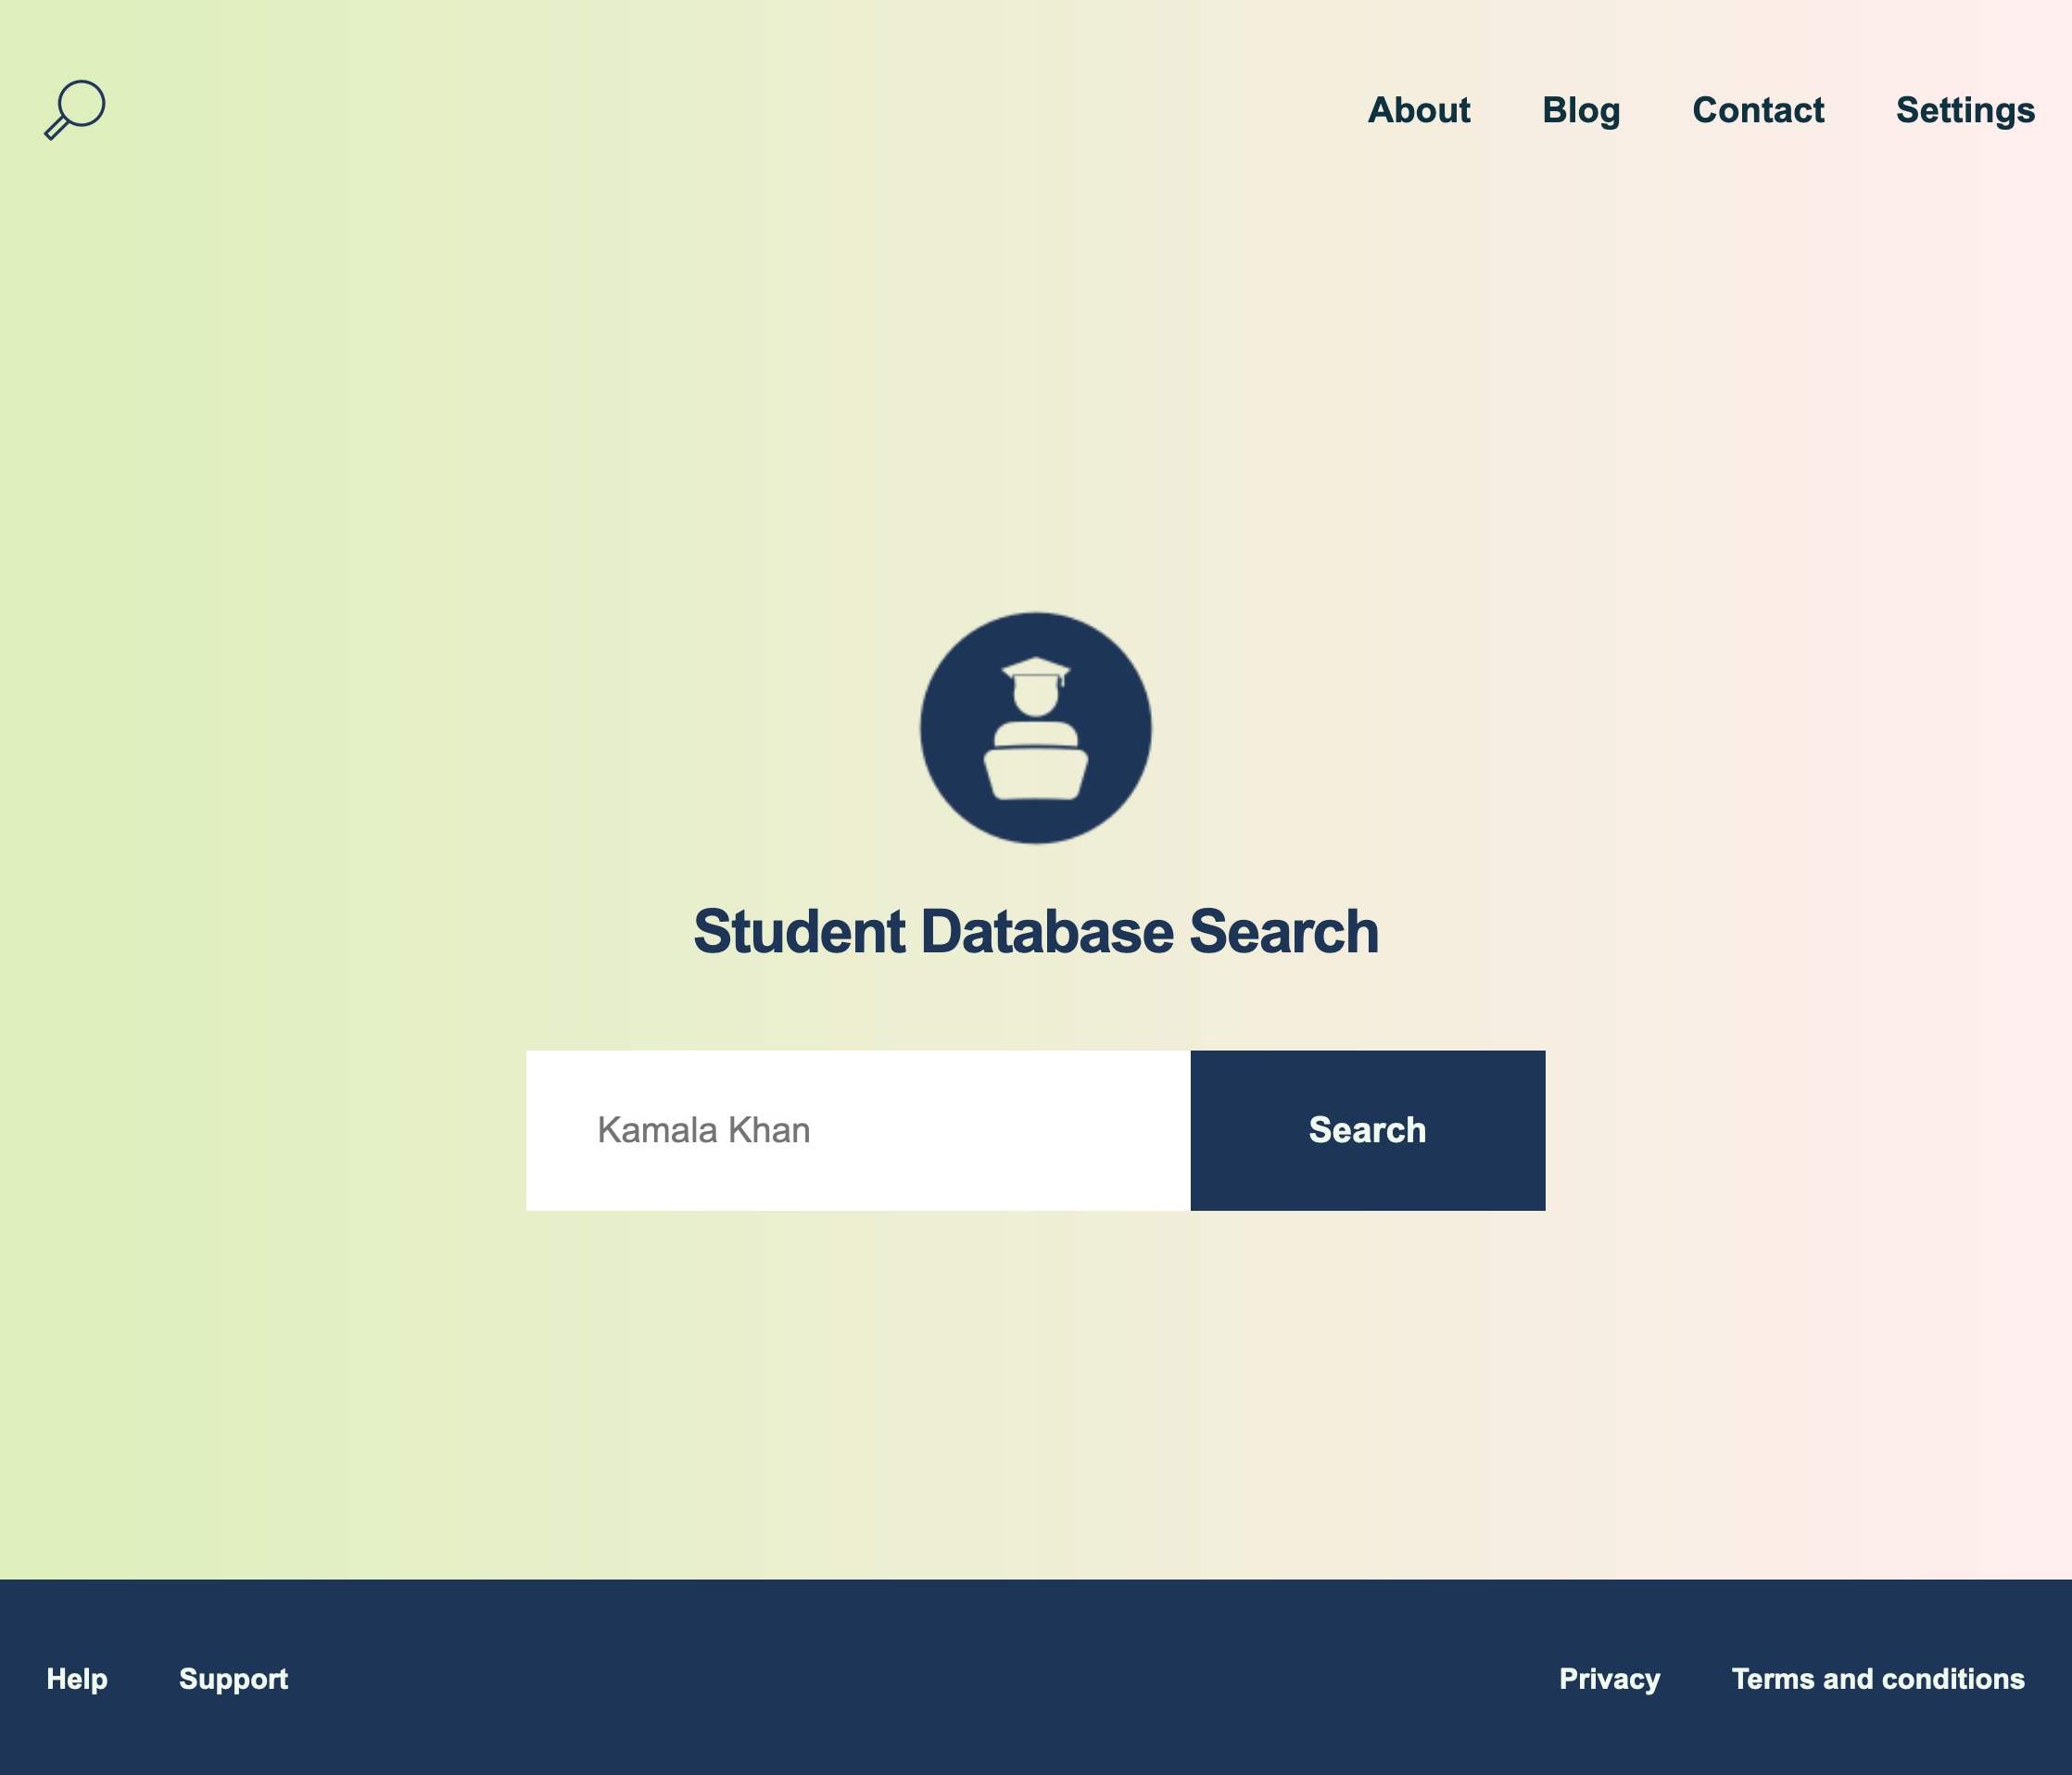 About Blog Contact Settings
Student Database Search
Kamala Khan Search
Help Support Privacy Terms and conditions